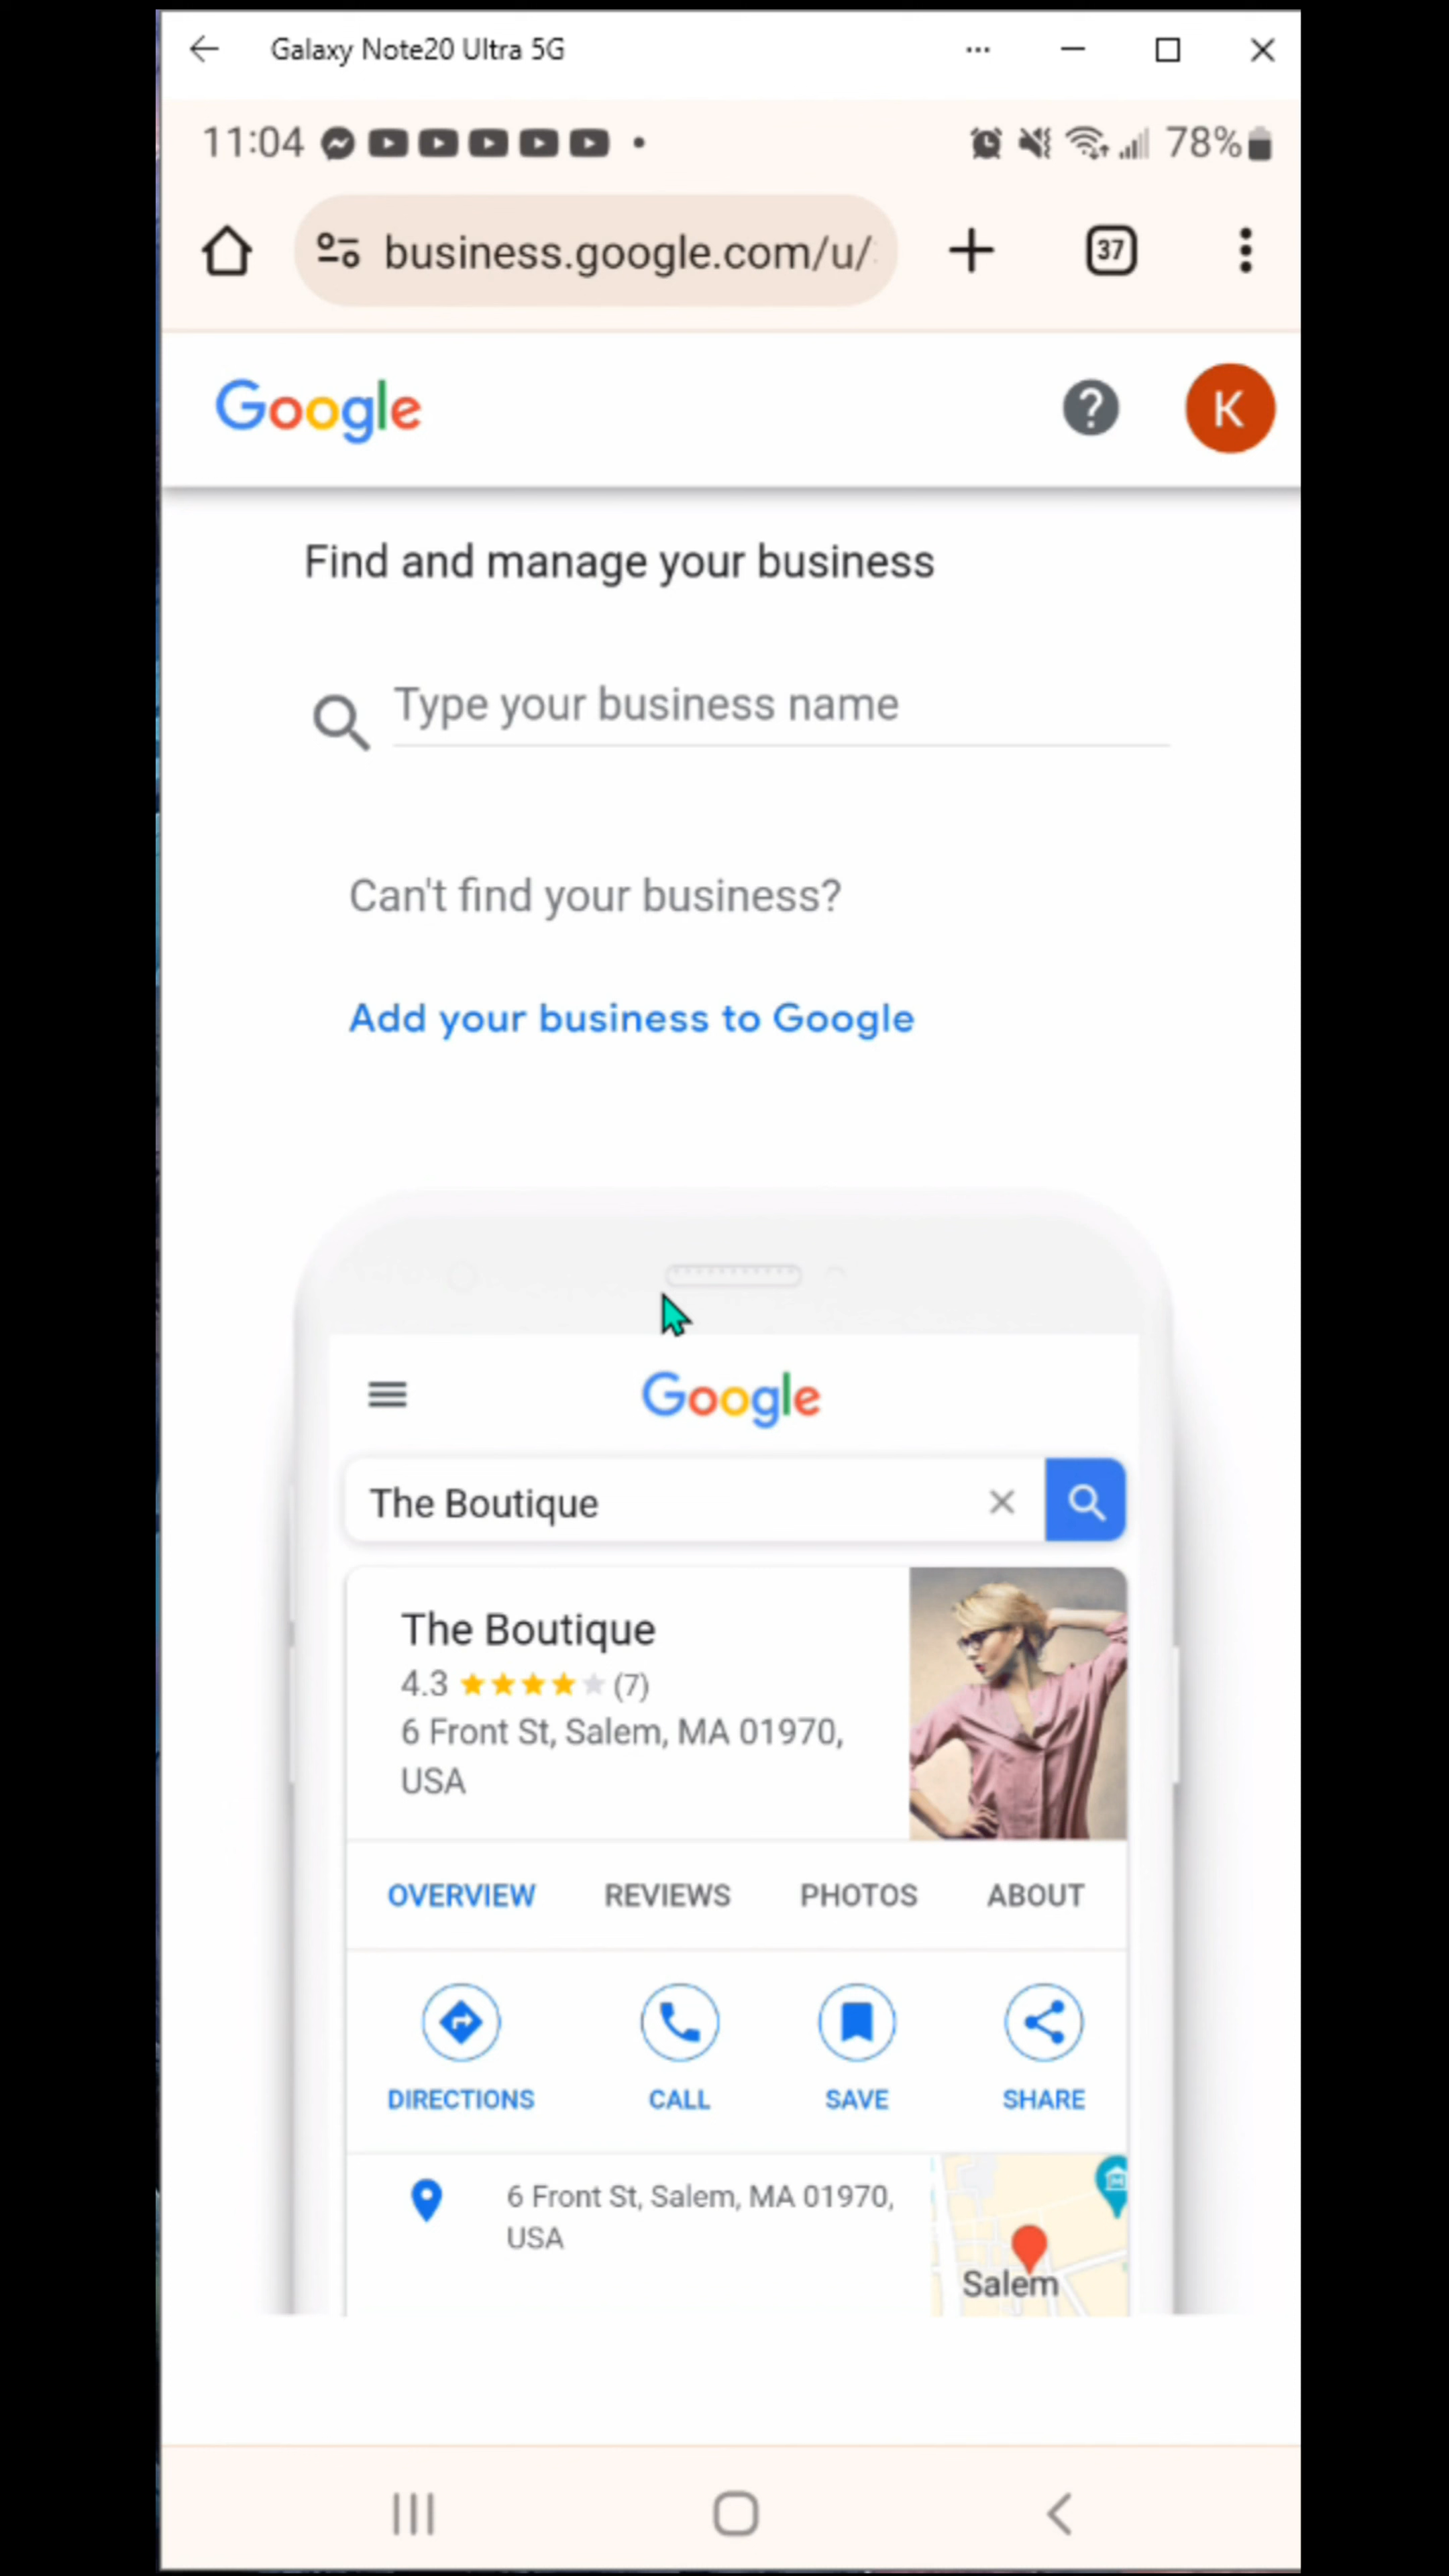 Galaxy Note20 Ultra 5G
11:04
78%
business.google.com/u/
37
Google
K
Find and manage your business
Type your business name
Can't find your business?
Add your business to Google
Google
The Boutique
The Boutique
4.3 (7)
6 Front St, Salem, MA 01970,
USA
OVERVIEW REVIEWS PHOTOS ABOUT
DIRECTIONS CALL SAVE SHARE
6 Front St, Salem, MA 01970,
USA
Salem